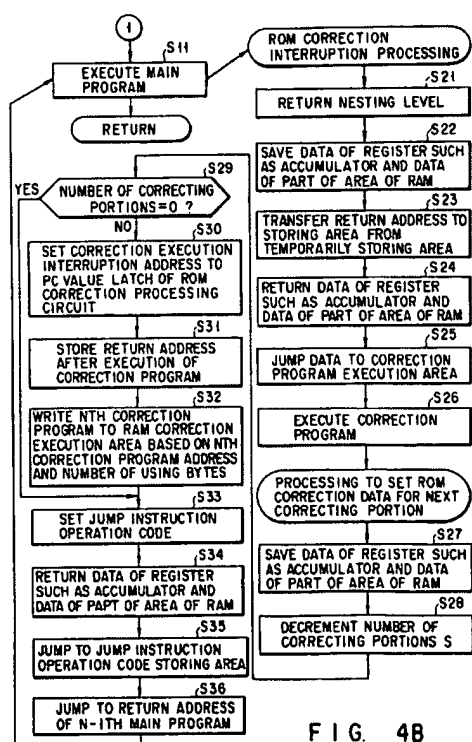 1
S11
EXECUTE MAIN
PROGRAM
RETURN
S29
YES
NUMBER OF CORRECTING
PORTIONS=0 ?
NO
S30
SET CORRECTION EXECUTION
INTERRUPTION ADDRESS TO
PC VALUE LATCH OF ROM
CORRECTION PROCESSING
CIRCUIT
S31
STORE RETURN ADDRESS
AFTER EXECUTION OF
CORRECTION PROGRAM
S32
WRITE NTH CORRECTION
PROGRAM TO RAM CORRECTION
EXECUTION AREA BASED ON NTH
CORRECTION PROGRAM ADDRESS
AND NUMBER OF USING BYTES
S33
SET JUMP INSTRUCTION
OPERATION CODE
S34
RETURN DATA OF REGISTER
SUCH AS ACCUMULATOR AND
DATA OF PAPT OF AREA OF RAM
S35
JUMP TO JUMP INSTRUCTION
OPERATION CODE STORING AREA
S36
JUMP TO RETURN ADDRESS
OF N-1TH MAIN PROGRAM
ROM CORRECTION
INTERRUPTION PROCESSING
S21
RETURN NESTING LEVEL
S22
SAVE DATA OF REGISTER SUCH
AS ACCUMULATOR AND DATA
OF PART OF AREA OF RAM
S23
TRANSFER RETURN ADDRESS TO
STORING AREA FROM
TEMPORARILY STORING AREA
S24
RETURN DATA OF REGISTER
SUCH AS ACCUMULATOR AND
DATA OF PART OF AREA OF RAM
S25
JUMP DATA TO CORRECTION
PROGRAM EXECUTION AREA
S26
EXECUTE CORRECTION
PROGRAM
PROCESSING TO SET ROM
CORRECTION DATA FOR NEXT
CORRECTING PORTION
S27
SAVE DATA OF REGISTER SUCH
AS ACCUMULATOR AND DATA
OF PART OF AREA OF RAM
S28
DECREMENT NUMBER OF
CORRECTING PORTIONS S
FIG. 4B